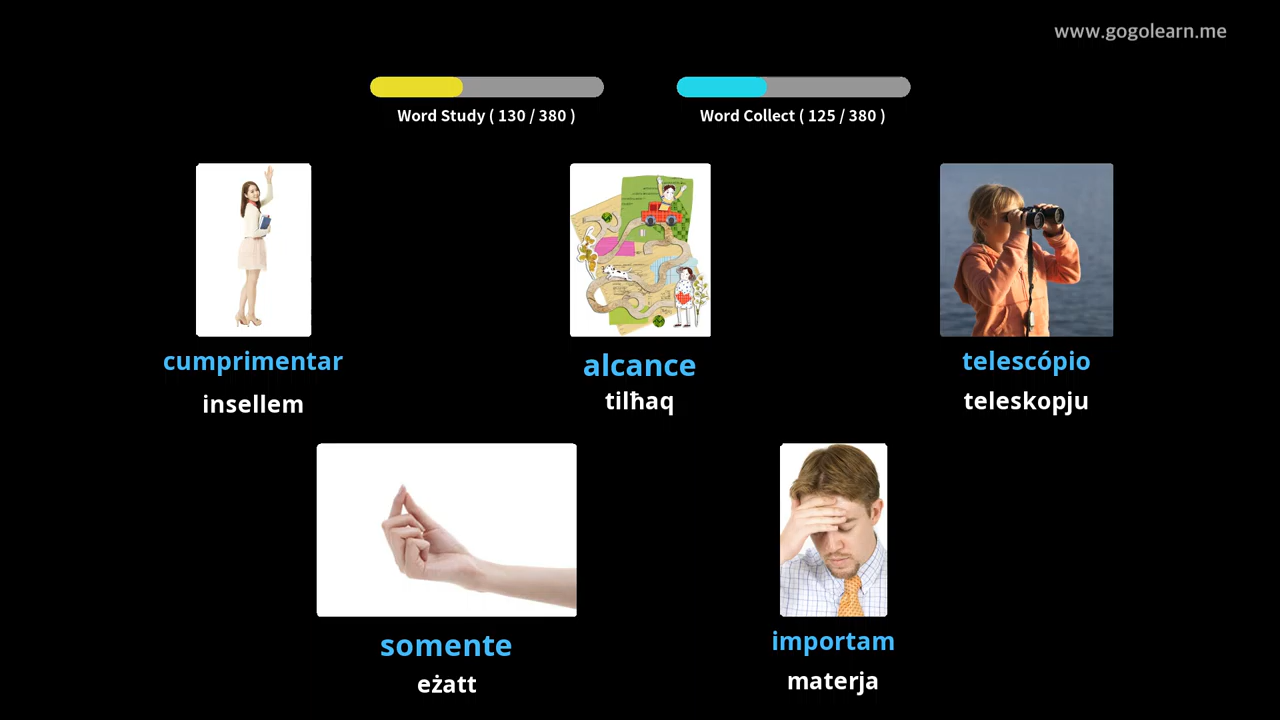 www.gogolearn.me
Word Study ( 130 / 380 )
Word Collect ( 125 / 380 )
cumprimentar
insellem
alcance
tilħaq
telescópio
teleskopju
somente
eżatt
importam
materja